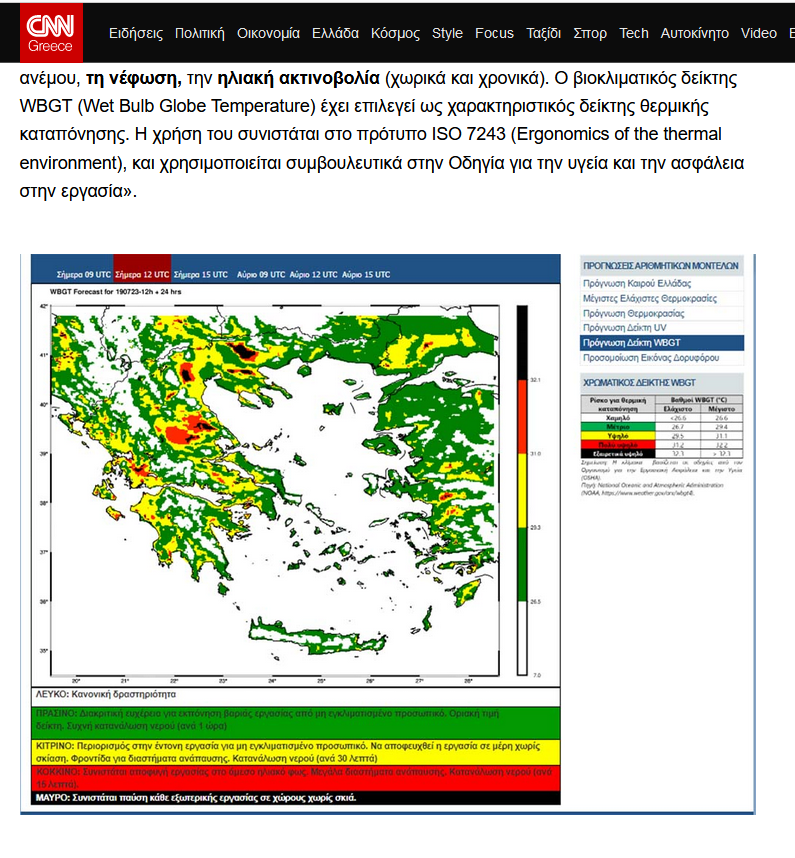 CNN
Greece
Ειδήσεις Πολιτική Οικονομία Ελλάδα Κόσμος Style Focus Ταξίδι Σπορ Tech Αυτοκίνητο Video
ανέμου, τη νέφωση, την ηλιακή ακτινοβολία (χωρικά και χρονικά). Ο βιοκλιματικός δείκτης
WBGT (Wet Bulb Globe Temperature) έχει επιλεγεί ως χαρακτηριστικός δείκτης θερμικής
καταπόνησης. Η χρήση του συνιστάται στο πρότυπο ISO 7243 (Ergonomics of the thermal
environment), και χρησιμοποιείται συμβουλευτικά στην Οδηγία για την υγεία και την ασφάλεια
στην εργασία».
Σήμερα 09 UTC Σήμερα 12 UTC Σήμερα 15 UTC Αύριο 09 UTC Αύριο 12 UTC Αύριο 15 UTC
WBGT Forecast for 190723-12h + 24 hrs
42°
41°
40°
39°
38°
37°
36°
35°
20° 21° 22° 23° 24° 25° 26° 27° 28°
32.1
31.0
29.3
26.5
7.0
ΛΕΥΚΟ: Κανονική δραστηριότητα
ΠΡΑΣΙΝΟ: Διακριτική ευχέρεια για εκπόνηση βαριάς εργασίας από μη εγκλιματισμένο προσωπικό. Οριακή τιμή
δείκτη. Συχνή κατανάλωση νερού (ανά 1 ώρα)
ΚΙΤΡΙΝΟ: Περιορισμός στην έντονη εργασία για μη εγκλιματισμένο προσωπικό. Να αποφευχθεί η εργασία σε μέρη χωρίς
σκίαση. Φροντίδα για διαστήματα ανάπαυσης. Κατανάλωση νερού (ανά 30 λεπτά)
ΚΟΚΚΙΝΟ: Συνιστάται αποφυγή εργασίας στο άμεσο ηλιακό φως. Μεγάλα διαστήματα ανάπαυσης. Κατανάλωση νερού (ανά
15 λεπτά).
ΜΑΥΡΟ: Συνιστάται παύση κάθε εξωτερικής εργασίας σε χώρους χωρίς σκιά.
ΠΡΟΓΝΩΣΕΙΣ ΑΡΙΘΜΗΤΙΚΩΝ ΜΟΝΤΕΛΩΝ
Πρόγνωση Καιρού Ελλάδας
Μέγιστες Ελάχιστες Θερμοκρασίες
Πρόγνωση Θερμοκρασίας
Πρόγνωση Δείκτη UV
Πρόγνωση Δείκτη WBGT
Προσομοίωση Εικόνας Δορυφόρου
ΧΡΩΜΑΤΙΚΟΣ ΔΕΙΚΤΗΣ WBGT
Ρίσκο για θερμική Βαθμοί WBGT (°C)
καταπόνηση Ελάχιστο Μέγιστο
Χαμηλό <26.6 26.6
Μέτριο 26.7 29.4
Υψηλό 29.5 31.1
Πολύ υψηλό 31.2 32.2
Εξαιρετικά υψηλό 32.3 > 32.3
Σημείωση: Η κλίμακα βασίζεται σε οδηγίες από τον
Οργανισμό για την Εργασιακή Ασφάλεια και την Υγεία
(OSHA).
Πηγή: National Oceanic and Atmospheric Administration
(NOAA, https://www.weather.gov/ons/wbgt).